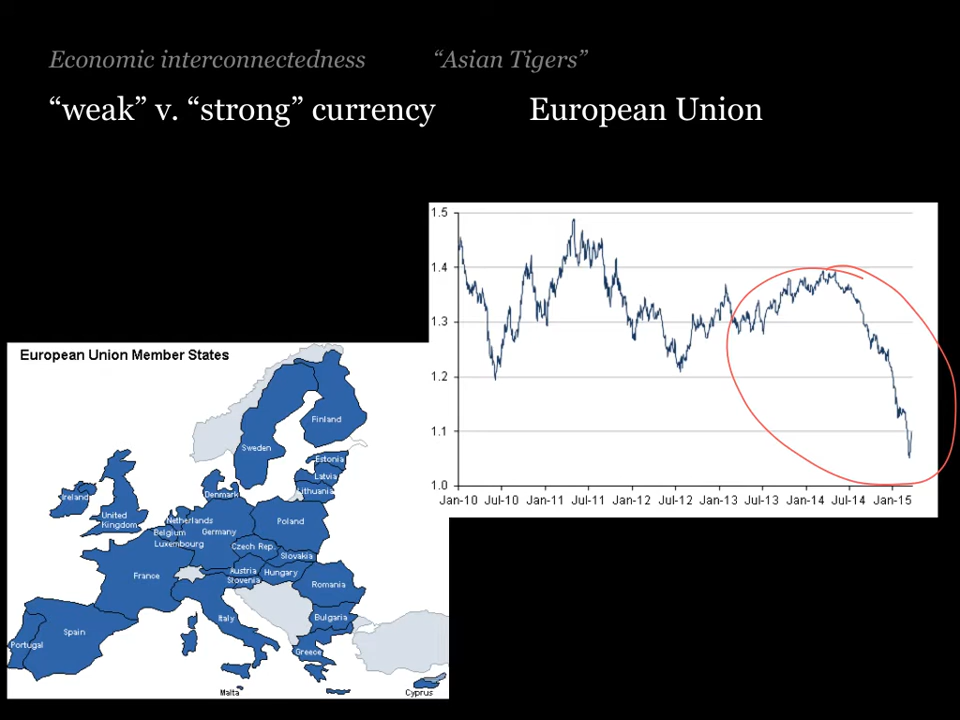 Economic interconnectedness “Asian Tigers”
“weak” v. “strong” currency European Union
1.5
1.4
1.3
1.2
1.1
1.0
Jan-10 Jul-10 Jan-11 Jul-11 Jan-12 Jul-12 Jan-13 Jul-13 Jan-14 Jul-14 Jan-15
European Union Member States
Finland
Sweden
Estonia
Latvia
Lithuania
Denmark
Ireland
United
Kingdom
Netherlands
Poland
Belgium
Germany
Luxembourg
Czech Rep.
Slovakia
Austria
Hungary
France
Slovenia
Romania
Italy
Bulgaria
Spain
Portugal
Greece
Malta
Cyprus